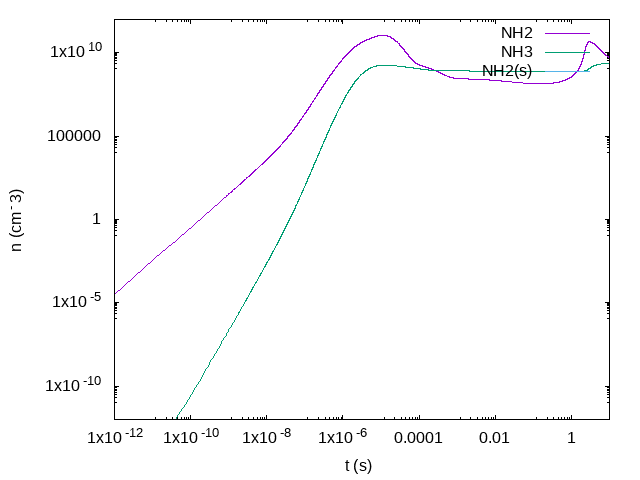 NH2
NH3
NH2(s)
1x10 10
100000
1
1x10 -5
1x10 -10
1x10 -12
1x10 -10
1x10 -8
1x10 -6
0.0001
0.01
1
n (cm- 3)
t (s)